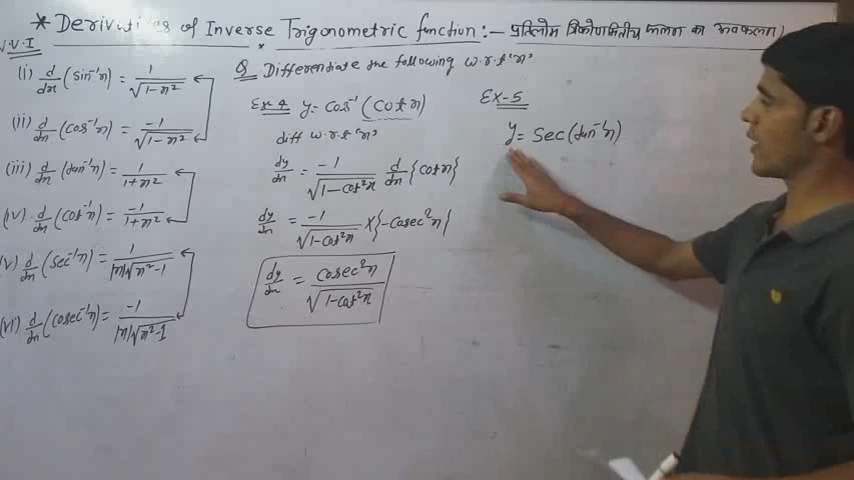 * Derivities of Inverse Trigonometric function:- प्रतिलोम त्रिकोणमितीय फलन का अवकलन)
V.V.I
Q Differentiate the following w.r.t 'x'
(i) d/dx (sin⁻¹x) = 1/√(1-x²)
(ii) d/dx (cos⁻¹x) = -1/√(1-x²)
(iii) d/dx (tan⁻¹x) = 1/(1+x²)
(iv) d/dx (cot⁻¹x) = -1/(1+x²)
(v) d/dx (sec⁻¹x) = 1/(|x|√(x²-1))
(vi) d/dx (cosec⁻¹x) = -1/(|x|√(x²-1))
Ex-4 y = cos⁻¹(cotx)
diff w.r.t 'x'
dy/dx = -1/√(1-cot²x) d/dx {cotx}
dy/dx = -1/√(1-cot²x) X {-cosec²x}
dy/dx = cosec²x/√(1-cot²x)
Ex-5
y = sec(tan⁻¹x)